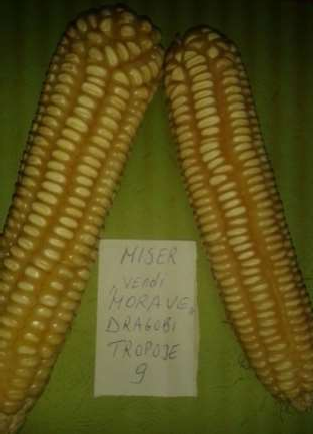 MISER
vendi
„MORAVE„
DRAGOBI
TROPOJE
9